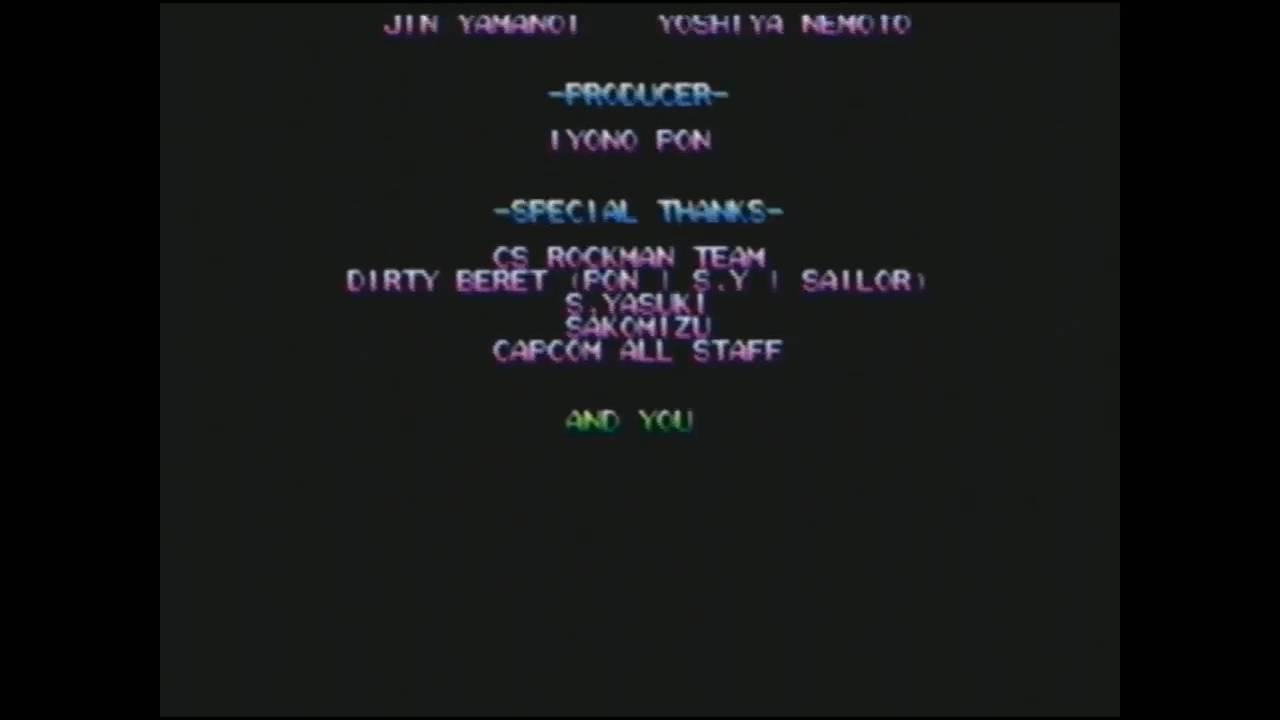 JIN YAMANOI YOSHIYA NEMOTO
-PRODUCER-
IYONO PON
-SPECIAL THANKS-
CS ROCKMAN TEAM
DIRTY BERET (PON | S.Y | SAILOR)
S.YASUKI
SAKOMIZU
CAPCOM ALL STAFF
AND YOU